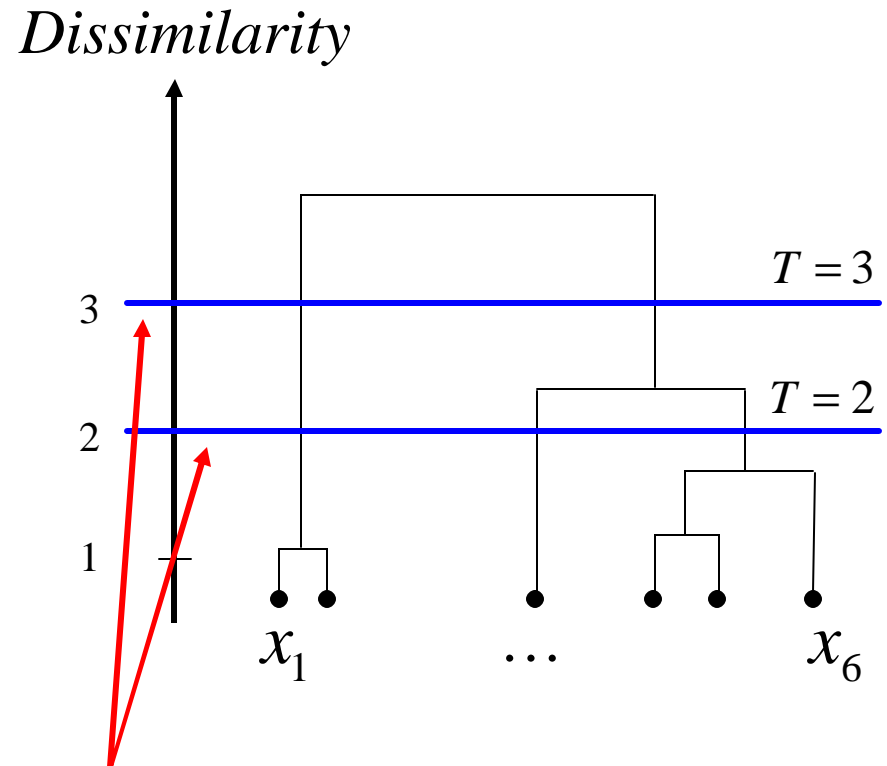 Dissimilarity
T = 3
3
T = 2
2
1
x₁ … x₆